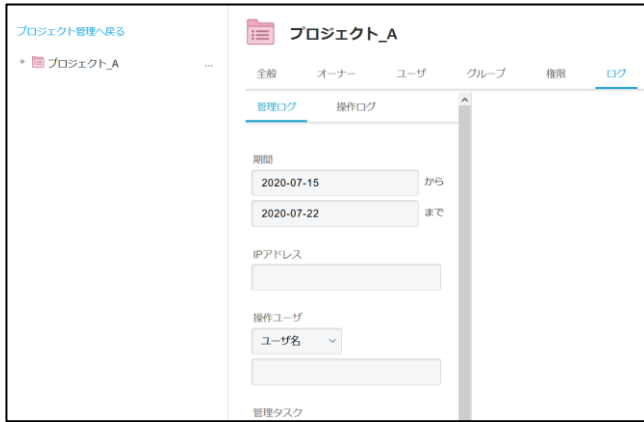 プロジェクト管理へ戻る
プロジェクト_A
プロジェクト_A ...
全般 オーナー ユーザ グループ 権限 ログ
管理ログ 操作ログ
期間
2020-07-15 から
2020-07-22 まで
IPアドレス
操作ユーザ
ユーザ名
管理タスク